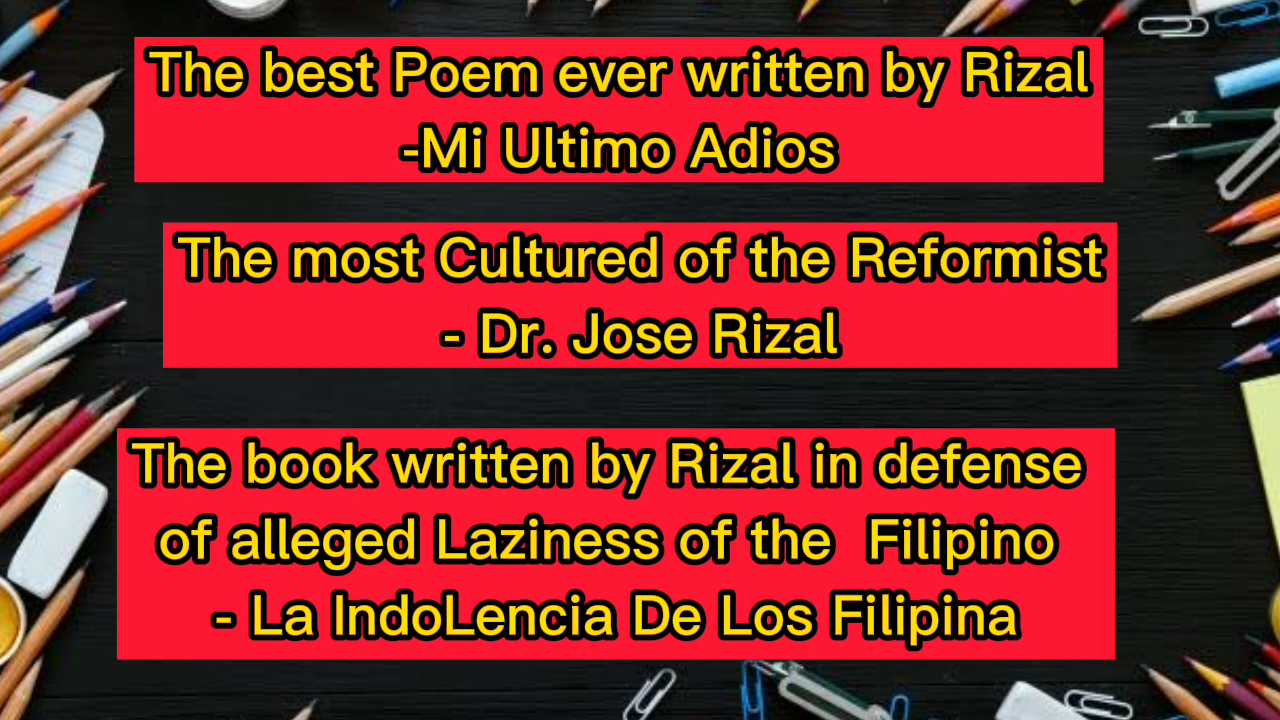 The best Poem ever written by Rizal
-Mi Ultimo Adios
The most Cultured of the Reformist
- Dr. Jose Rizal
The book written by Rizal in defense
of alleged Laziness of the Filipino
- La IndoLencia De Los Filipina